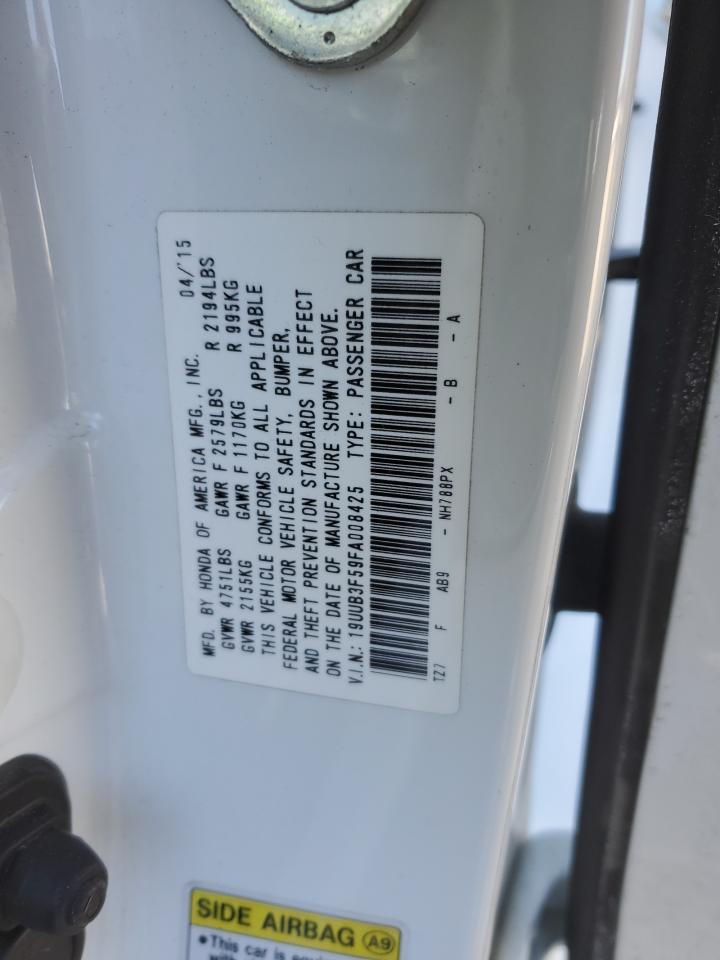 MFD. BY HONDA OF AMERICA MFG., INC. 04/'15
GVWR 4751LBS GAWR F 2579LBS R 2194LBS
GVWR 2155KG GAWR F 1170KG R 995KG
THIS VEHICLE CONFORMS TO ALL APPLICABLE
FEDERAL MOTOR VEHICLE SAFETY, BUMPER,
AND THEFT PREVENTION STANDARDS IN EFFECT
ON THE DATE OF MANUFACTURE SHOWN ABOVE.
V.I.N.: 19UUB3F59FA008425 TYPE: PASSENGER CAR
TZ7 F AB9 - NH788PX - B - A
SIDE AIRBAG A9
•This car is